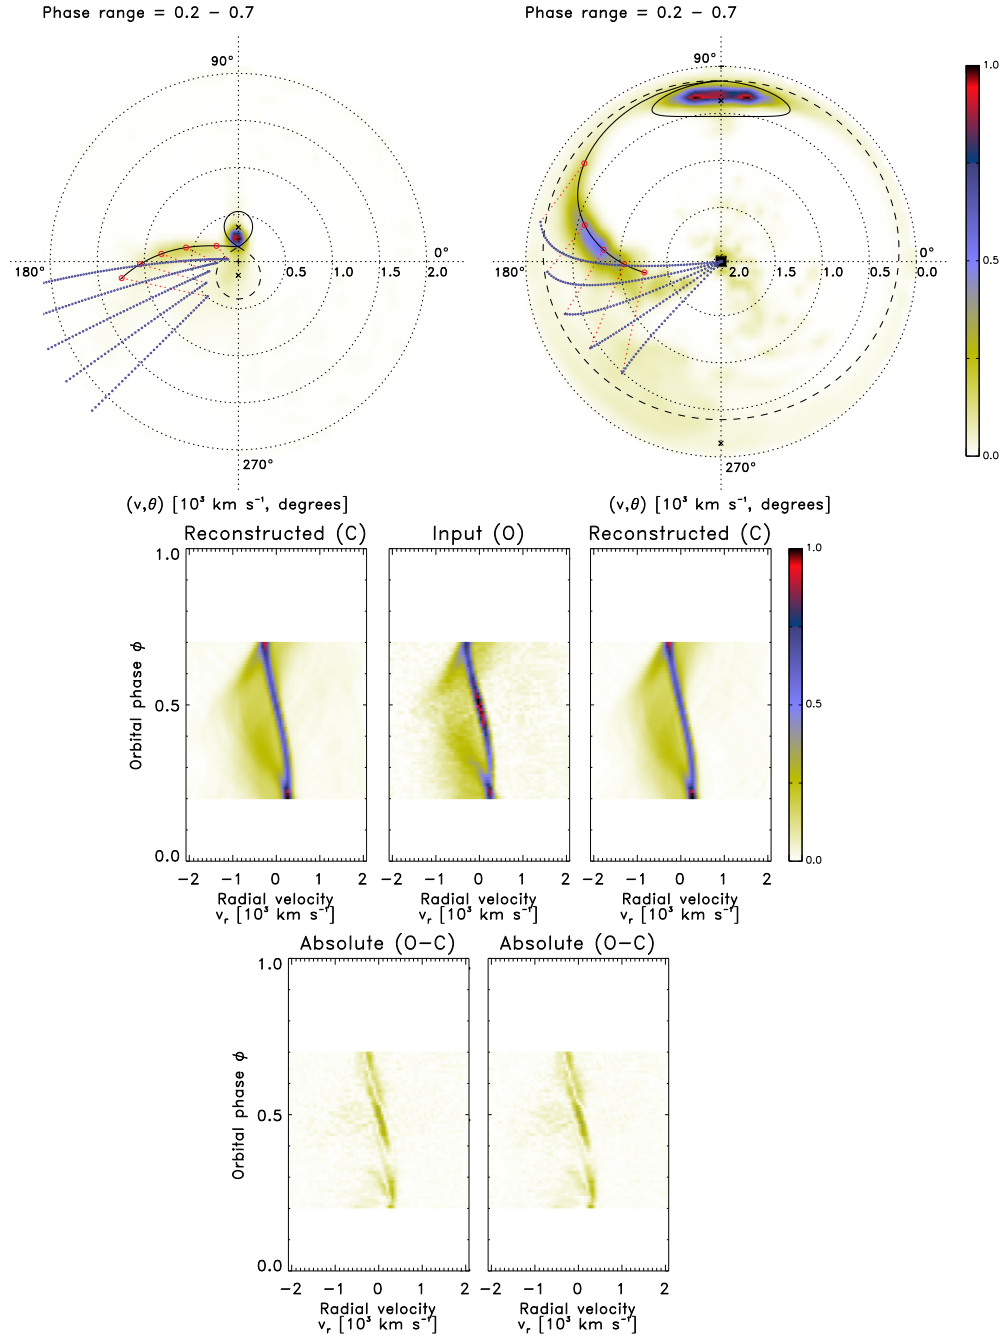 Phase range = 0.2 – 0.7
Phase range = 0.2 – 0.7
90°
90°
1.0
0°
0°
180°
0.5
1.0
1.5
2.0
180°
2.0
1.5
1.0
0.5
0.0
0.5
270°
270°
0.0
(v,θ) [10³ km s⁻¹, degrees]
(v,θ) [10³ km s⁻¹, degrees]
Reconstructed (C)
Input (O)
Reconstructed (C)
1.0
0.5
0.0
Orbital phase ϕ
1.0
0.5
0.0
−2 −1 0 1 2
−2 −1 0 1 2
−2 −1 0 1 2
Radial velocity
vᵣ [10³ km s⁻¹]
Radial velocity
vᵣ [10³ km s⁻¹]
Radial velocity
vᵣ [10³ km s⁻¹]
Absolute (O−C)
Absolute (O−C)
1.0
0.5
0.0
Orbital phase ϕ
−2 −1 0 1 2
−2 −1 0 1 2
Radial velocity
vᵣ [10³ km s⁻¹]
Radial velocity
vᵣ [10³ km s⁻¹]